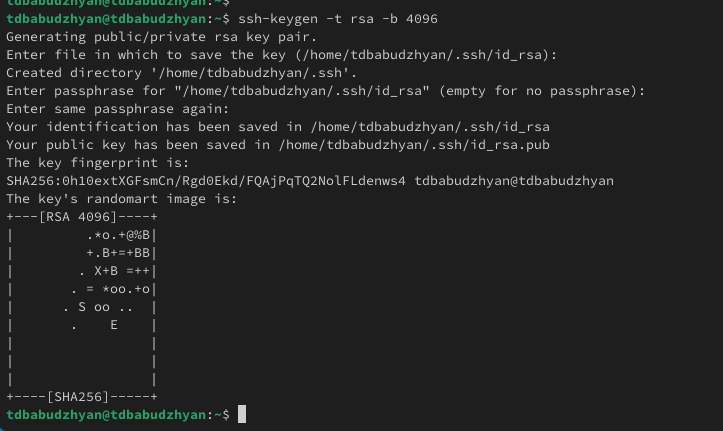 tdbabudzhyan@tdbabudzhyan:~$
tdbabudzhyan@tdbabudzhyan:~$ ssh-keygen -t rsa -b 4096
Generating public/private rsa key pair.
Enter file in which to save the key (/home/tdbabudzhyan/.ssh/id_rsa):
Created directory '/home/tdbabudzhyan/.ssh'.
Enter passphrase for "/home/tdbabudzhyan/.ssh/id_rsa" (empty for no passphrase):
Enter same passphrase again:
Your identification has been saved in /home/tdbabudzhyan/.ssh/id_rsa
Your public key has been saved in /home/tdbabudzhyan/.ssh/id_rsa.pub
The key fingerprint is:
SHA256:0h10extXGFsmCn/Rgd0Ekd/FQAjPqTQ2NolFLdenws4 tdbabudzhyan@tdbabudzhyan
The key's randomart image is:
+---[RSA 4096]----+
|         .*o.+@%B|
|         +.B+=+BB|
|        . X+B =++|
|       . = *oo.+o|
|      . S oo ..  |
|       .    E    |
|                 |
|                 |
|                 |
+----[SHA256]-----+
tdbabudzhyan@tdbabudzhyan:~$